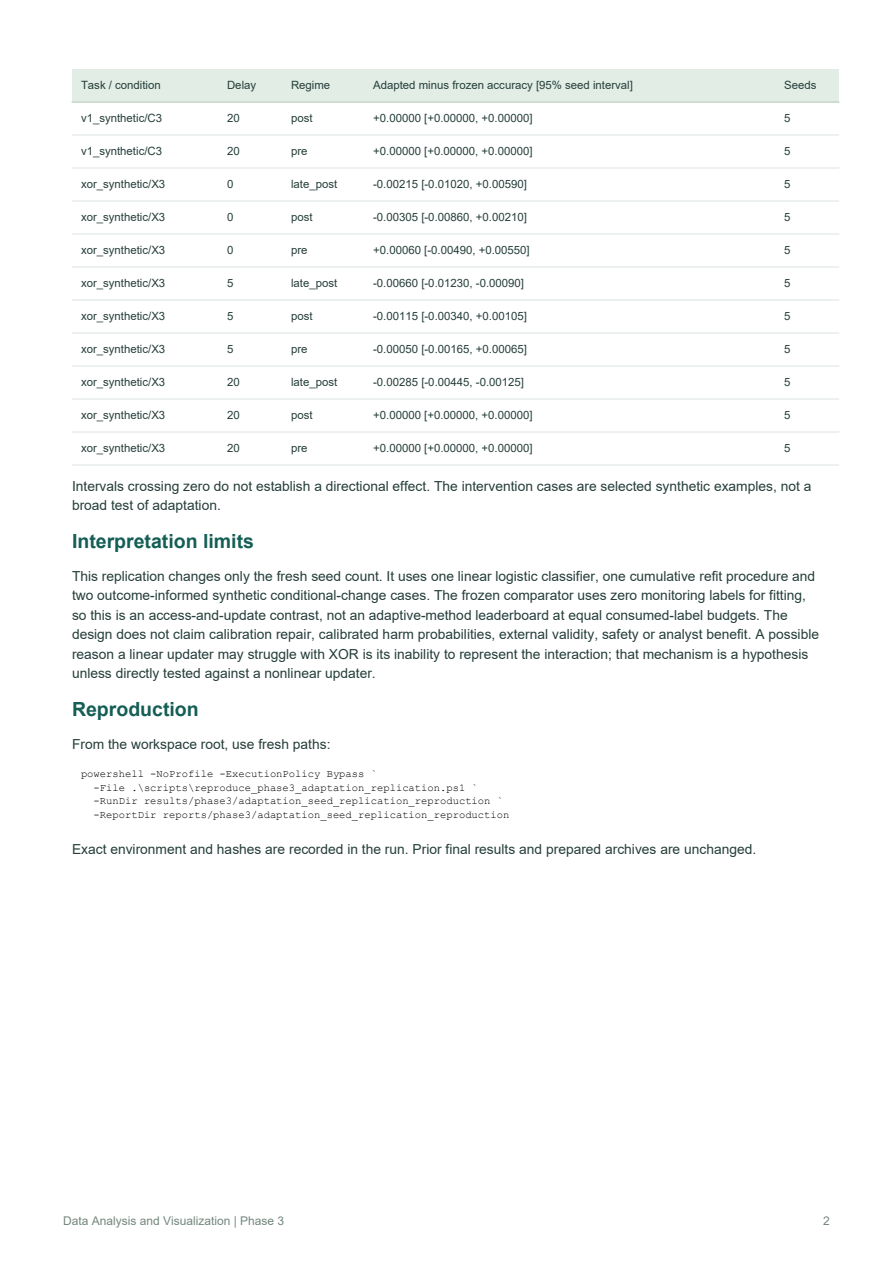 Task / condition Delay Regime Adapted minus frozen accuracy [95% seed interval] Seeds
v1_synthetic/C3 20 post +0.00000 [+0.00000, +0.00000] 5
v1_synthetic/C3 20 pre +0.00000 [+0.00000, +0.00000] 5
xor_synthetic/X3 0 late_post -0.00215 [-0.01020, +0.00590] 5
xor_synthetic/X3 0 post -0.00305 [-0.00860, +0.00210] 5
xor_synthetic/X3 0 pre +0.00060 [-0.00490, +0.00550] 5
xor_synthetic/X3 5 late_post -0.00660 [-0.01230, -0.00090] 5
xor_synthetic/X3 5 post -0.00115 [-0.00340, +0.00105] 5
xor_synthetic/X3 5 pre -0.00050 [-0.00165, +0.00065] 5
xor_synthetic/X3 20 late_post -0.00285 [-0.00445, -0.00125] 5
xor_synthetic/X3 20 post +0.00000 [+0.00000, +0.00000] 5
xor_synthetic/X3 20 pre +0.00000 [+0.00000, +0.00000] 5
Intervals crossing zero do not establish a directional effect. The intervention cases are selected synthetic examples, not a
broad test of adaptation.
Interpretation limits
This replication changes only the fresh seed count. It uses one linear logistic classifier, one cumulative refit procedure and
two outcome-informed synthetic conditional-change cases. The frozen comparator uses zero monitoring labels for fitting,
so this is an access-and-update contrast, not an adaptive-method leaderboard at equal consumed-label budgets. The
design does not claim calibration repair, calibrated harm probabilities, external validity, safety or analyst benefit. A possible
reason a linear updater may struggle with XOR is its inability to represent the interaction; that mechanism is a hypothesis
unless directly tested against a nonlinear updater.
Reproduction
From the workspace root, use fresh paths:
powershell -NoProfile -ExecutionPolicy Bypass `
-File .\scripts\reproduce_phase3_adaptation_replication.ps1 `
-RunDir results/phase3/adaptation_seed_replication_reproduction `
-ReportDir reports/phase3/adaptation_seed_replication_reproduction
Exact environment and hashes are recorded in the run. Prior final results and prepared archives are unchanged.
Data Analysis and Visualization | Phase 3 2